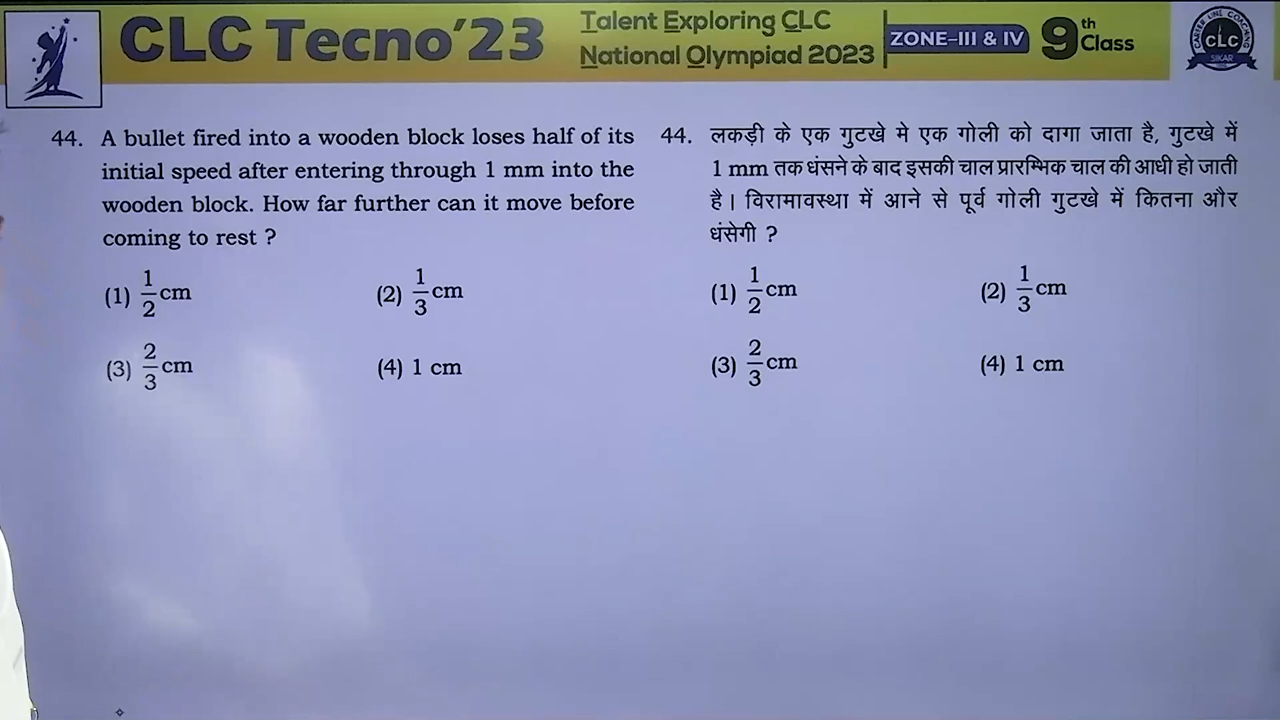 CLC Tecno'23
Talent Exploring CLC
National Olympiad 2023
ZONE–III & IV
9th Class
CAREER LINE COACHING
CLC
SIKAR
44. A bullet fired into a wooden block loses half of its
initial speed after entering through 1 mm into the
wooden block. How far further can it move before
coming to rest ?
(1) 1/2 cm (2) 1/3 cm
(3) 2/3 cm (4) 1 cm
44. लकड़ी के एक गुटखे मे एक गोली को दागा जाता है, गुटखे में
1 mm तक धंसने के बाद इसकी चाल प्रारम्भिक चाल की आधी हो जाती
है। विरामावस्था में आने से पूर्व गोली गुटखे में कितना और
धंसेगी ?
(1) 1/2 cm (2) 1/3 cm
(3) 2/3 cm (4) 1 cm